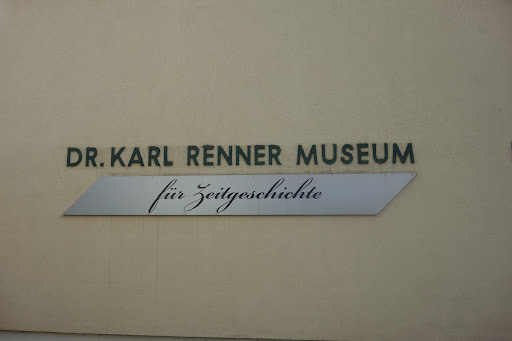 DR. KARL RENNER MUSEUM
für Zeitgeschichte